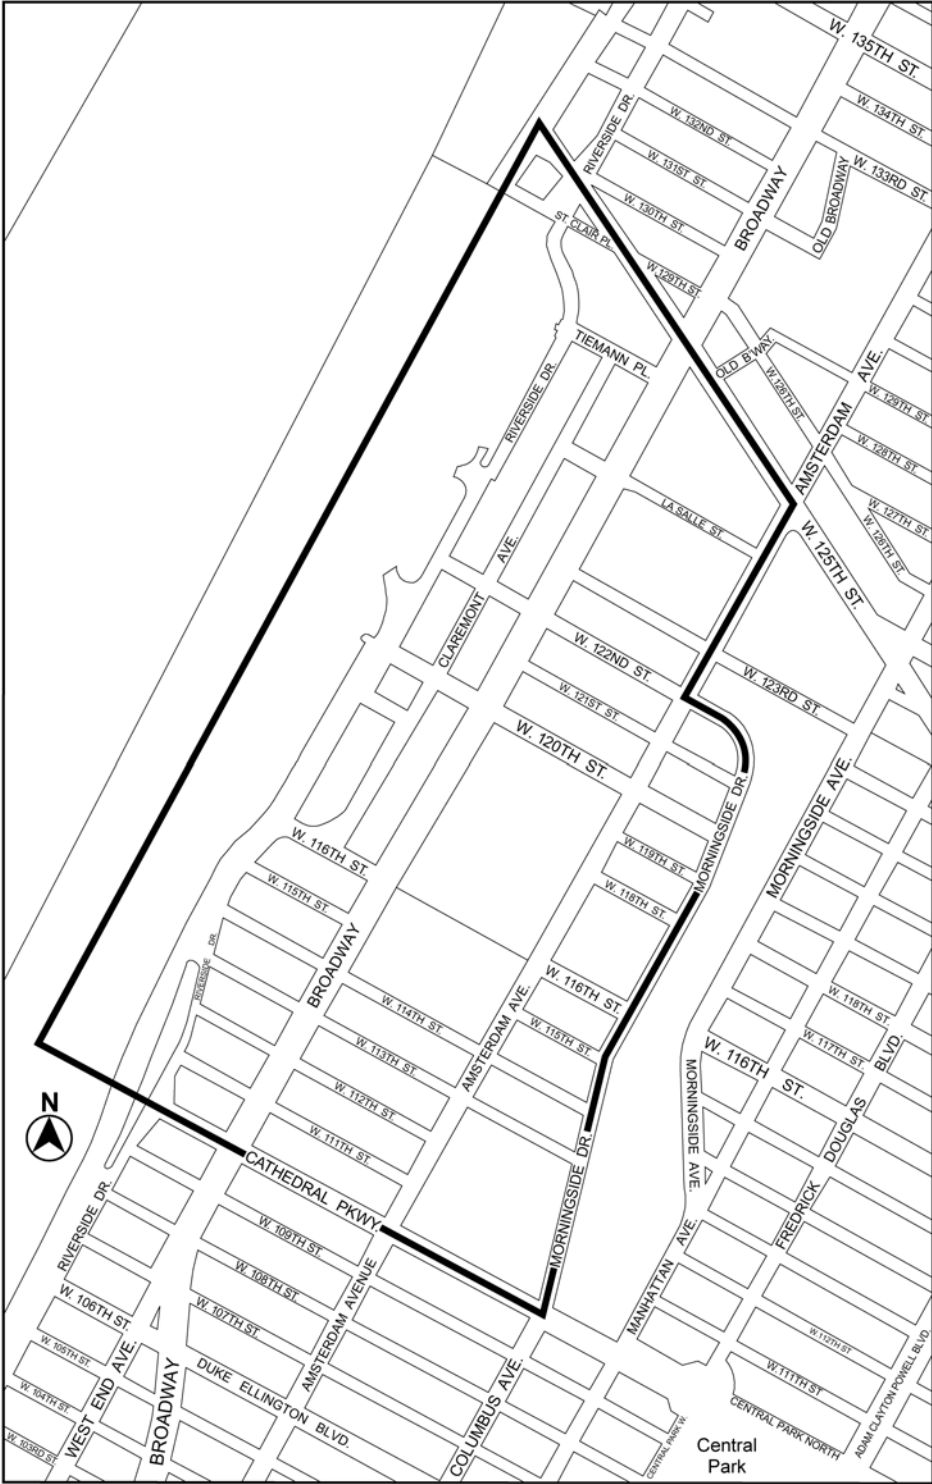 W. 135TH ST.
W. 134TH ST.
W. 133RD ST.
W. 132ND ST.
RIVERSIDE DR.
W. 131ST ST.
OLD BROADWAY
BROADWAY
W. 130TH ST.
ST. CLAIR PL.
W. 129TH ST.
TIEMANN PL.
OLD B'WAY.
W. 126TH ST.
AMSTERDAM AVE.
W. 129TH ST.
W. 128TH ST.
W. 127TH ST.
W. 126TH ST.
RIVERSIDE DR.
LA SALLE ST.
W. 125TH ST.
CLAREMONT AVE.
W. 122ND ST.
W. 123RD ST.
W. 121ST ST.
W. 120TH ST.
MORNINGSIDE DR.
MORNINGSIDE AVE.
W. 119TH ST.
W. 118TH ST.
W. 116TH ST.
W. 115TH ST.
RIVERSIDE DR.
BROADWAY
W. 116TH ST.
W. 115TH ST.
AMSTERDAM AVE.
W. 114TH ST.
W. 113TH ST.
W. 112TH ST.
W. 111TH ST.
W. 118TH ST.
W. 117TH ST.
W. 116TH ST.
MORNINGSIDE AVE.
FREDRICK DOUGLAS BLVD.
N
CATHEDRAL PKWY.
MORNINGSIDE DR.
RIVERSIDE DR.
W. 109TH ST.
W. 108TH ST.
W. 107TH ST.
AMSTERDAM AVENUE
MANHATTAN AVE.
W. 106TH ST.
W. 105TH ST.
W. 104TH ST.
W. 103RD ST.
WEST END AVE.
BROADWAY
DUKE ELLINGTON BLVD.
COLUMBUS AVE.
W.112TH ST
W. 111TH ST
CENTRAL PARK NORTH
CENTRAL PARK W.
ADAM CLAYTON POWELL BLVD.
Central
Park